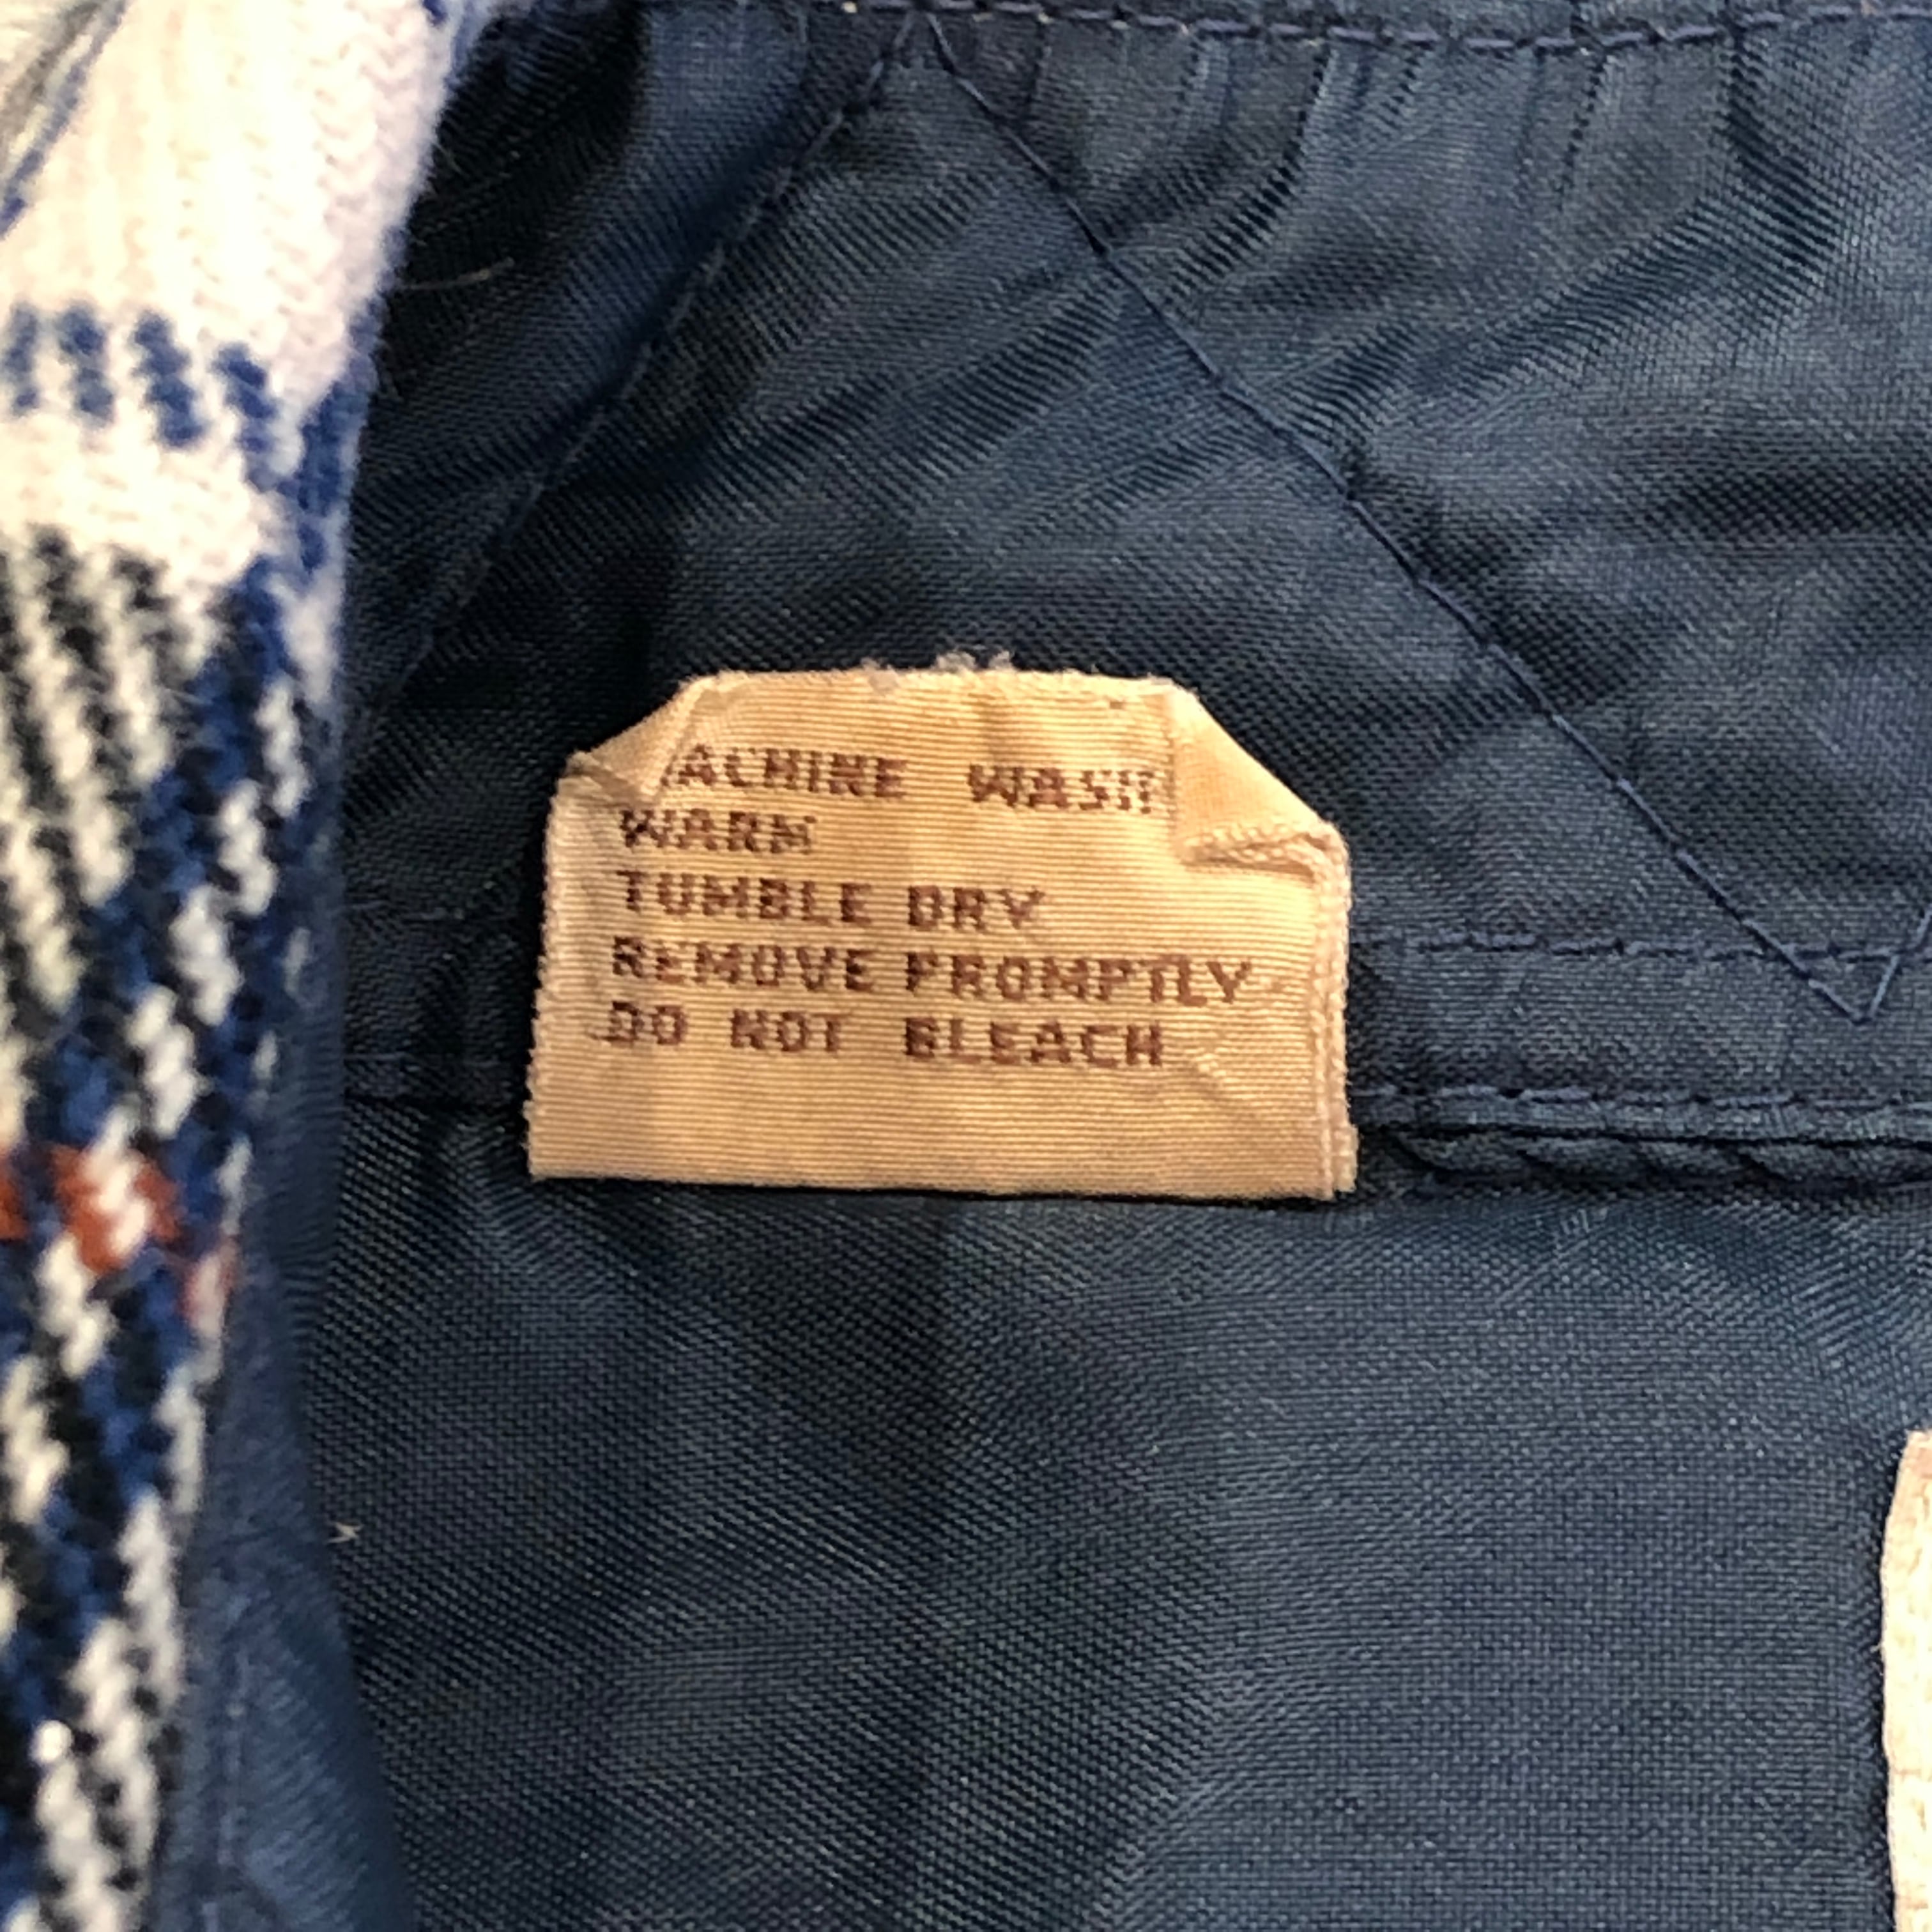 MACHINE WASH
WARM
TUMBLE DRY
REMOVE PROMPTLY
DO NOT BLEACH